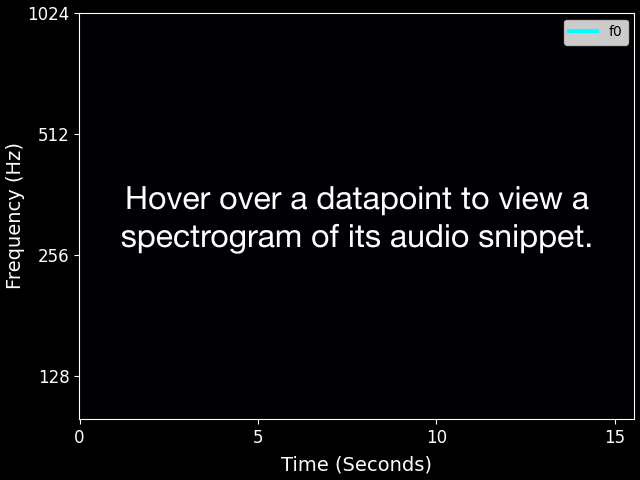 1024
f0
512
Hover over a datapoint to view a
spectrogram of its audio snippet.
256
128
Frequency (Hz)
0 5 10 15
Time (Seconds)